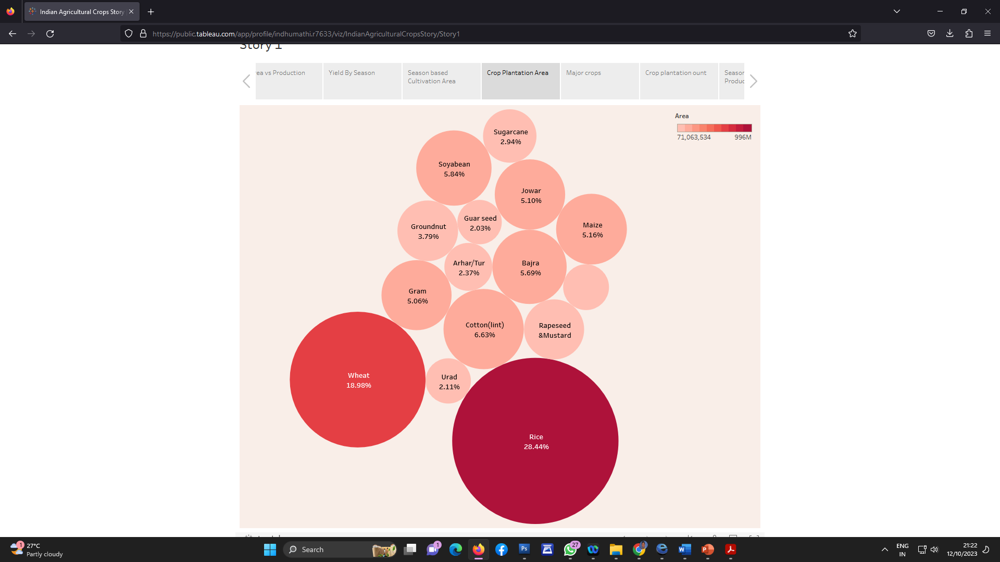 Indian Agricultural Crops Story
https://public.tableau.com/app/profile/indhumathi.r7633/viz/IndianAgriculturalCropsStory/Story1
Story 1
ea vs Production
Yield By Season
Season based
Cultivation Area
Crop Plantation Area
Major crops
Crop plantation ount
Season
Produc
Area
71,063,534
996M
Sugarcane
2.94%
Soyabean
5.84%
Jowar
5.10%
Guar seed
2.03%
Groundnut
3.79%
Maize
5.16%
Arhar/Tur
2.37%
Bajra
5.69%
Gram
5.06%
Cotton(lint)
6.63%
Rapeseed
&Mustard
Wheat
18.98%
Urad
2.11%
Rice
28.44%
1
27°C
Partly cloudy
Search
1
Ps
27
W
P
ENG
IN
21:22
12/10/2023